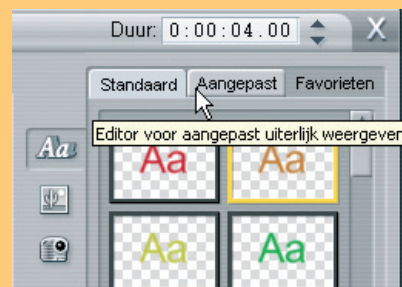 Duur: 0:00:04.00 X
Standaard Aangepast Favorieten
Editor voor aangepast uiterlijk weergeven
Aa
Aa Aa
Aa Aa